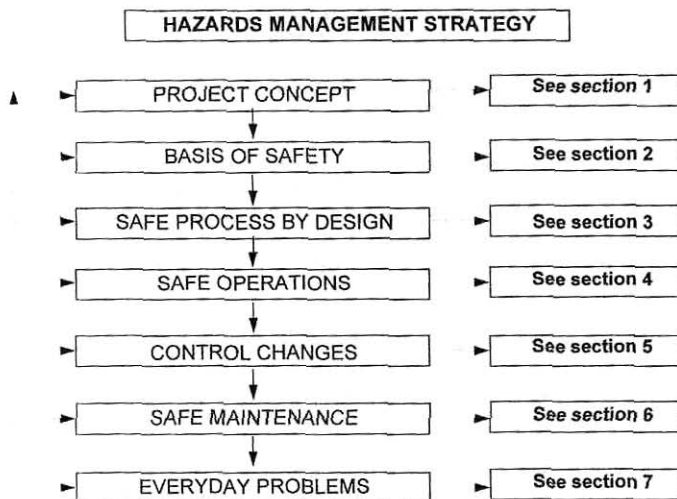 HAZARDS MANAGEMENT STRATEGY
PROJECT CONCEPT
See section 1
BASIS OF SAFETY
See section 2
SAFE PROCESS BY DESIGN
See section 3
SAFE OPERATIONS
See section 4
CONTROL CHANGES
See section 5
SAFE MAINTENANCE
See section 6
EVERYDAY PROBLEMS
See section 7